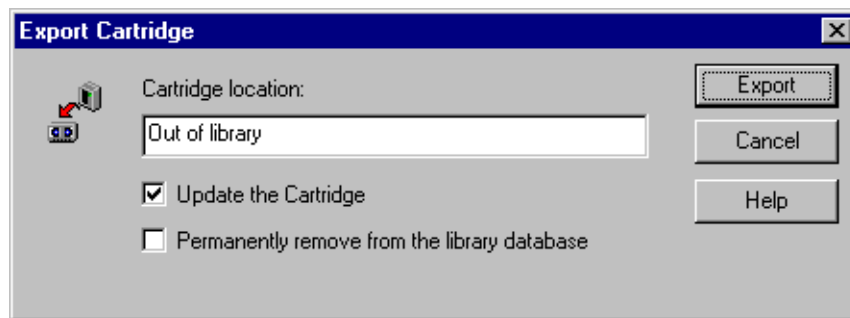 Export Cartridge
Cartridge location:
Out of library
Update the Cartridge
Permanently remove from the library database
Export
Cancel
Help